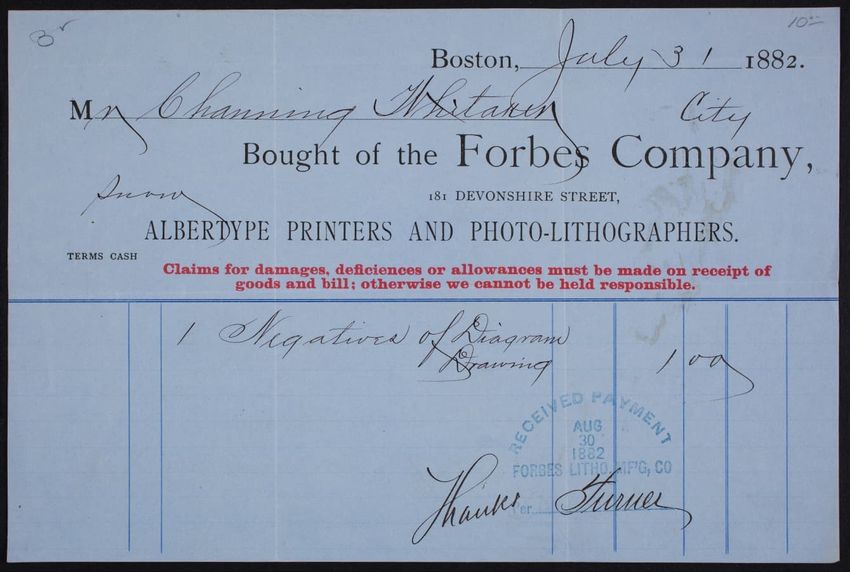 10 00
Boston, July 31 1882.
Mr Channing Whitaker City
Bought of the Forbes Company,
181 DEVONSHIRE STREET,
ALBERTYPE PRINTERS AND PHOTO-LITHOGRAPHERS.
TERMS CASH
Claims for damages, deficiences or allowances must be made on receipt of
goods and bill; otherwise we cannot be held responsible.
1 Negatives of Diagram
Drawing 1 00
RECEIVED PAYMENT
AUG
30
1882
FORBES LITHO. M'F'G, CO
Per Turner
Thanks